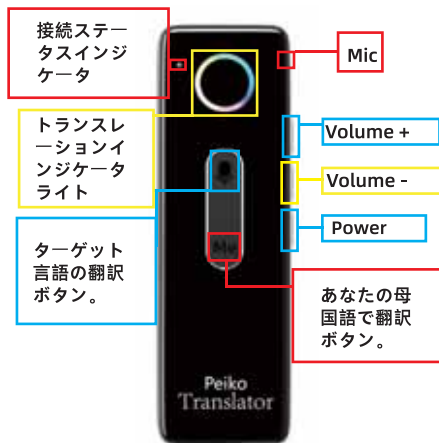 接続ステー
タスインジ
ケータ
Mic
トランスレ
ーションイ
ンジケータ
ライト
Volume +
Volume -
Power
Me
ターゲット
言語の翻訳
ボタン。
あなたの母
国語で翻訳
ボタン。
Peiko
Translator